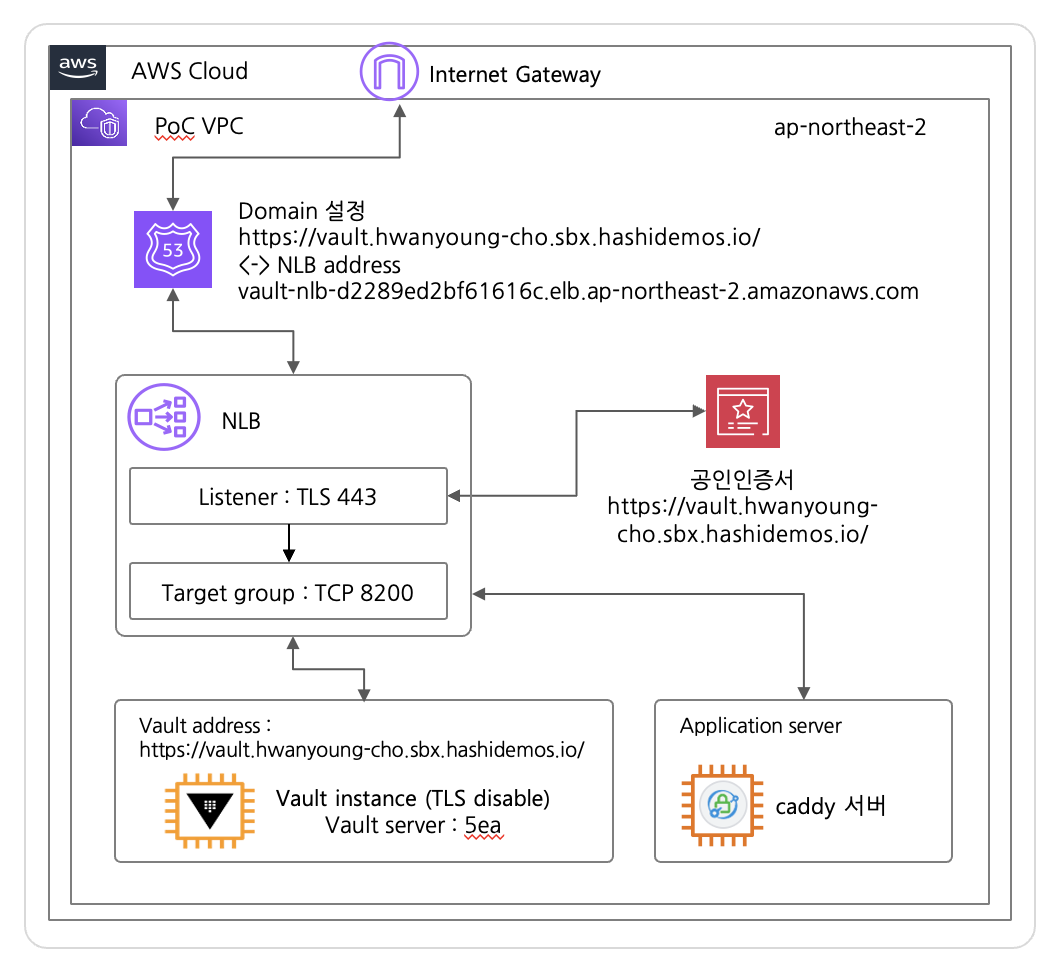 aws
AWS Cloud
Internet Gateway
PoC VPC
ap-northeast-2
53
Domain 설정
https://vault.hwanyoung-cho.sbx.hashidemos.io/
<-> NLB address
vault-nlb-d2289ed2bf61616c.elb.ap-northeast-2.amazonaws.com
NLB
Listener : TLS 443
Target group : TCP 8200
공인인증서
https://vault.hwanyoung-
cho.sbx.hashidemos.io/
Vault address :
https://vault.hwanyoung-cho.sbx.hashidemos.io/
Vault instance (TLS disable)
Vault server : 5ea
Application server
caddy 서버